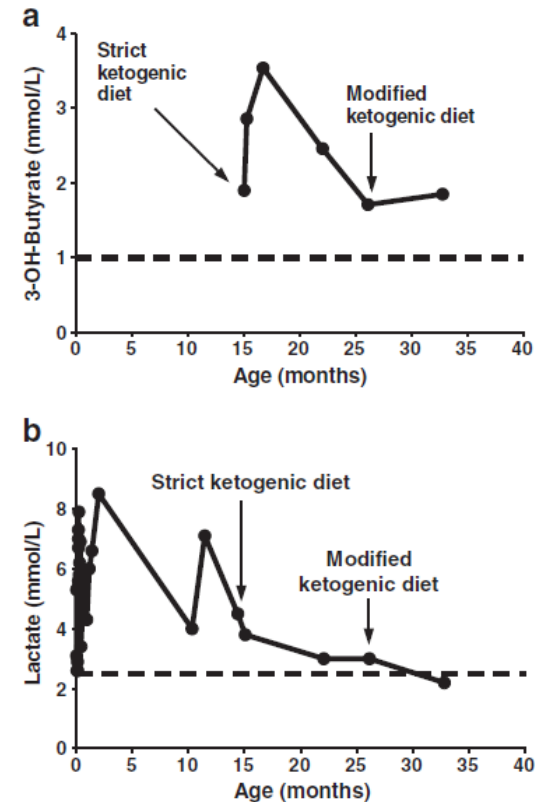 a
4
Strict
ketogenic
diet
3
Modified
ketogenic diet
2
1
0
3-OH-Butyrate (mmol/L)
0 5 10 15 20 25 30 35 40
Age (months)
b
10
Strict ketogenic diet
8
Modified
ketogenic diet
6
4
2
0
Lactate (mmol/L)
0 5 10 15 20 25 30 35 40
Age (months)